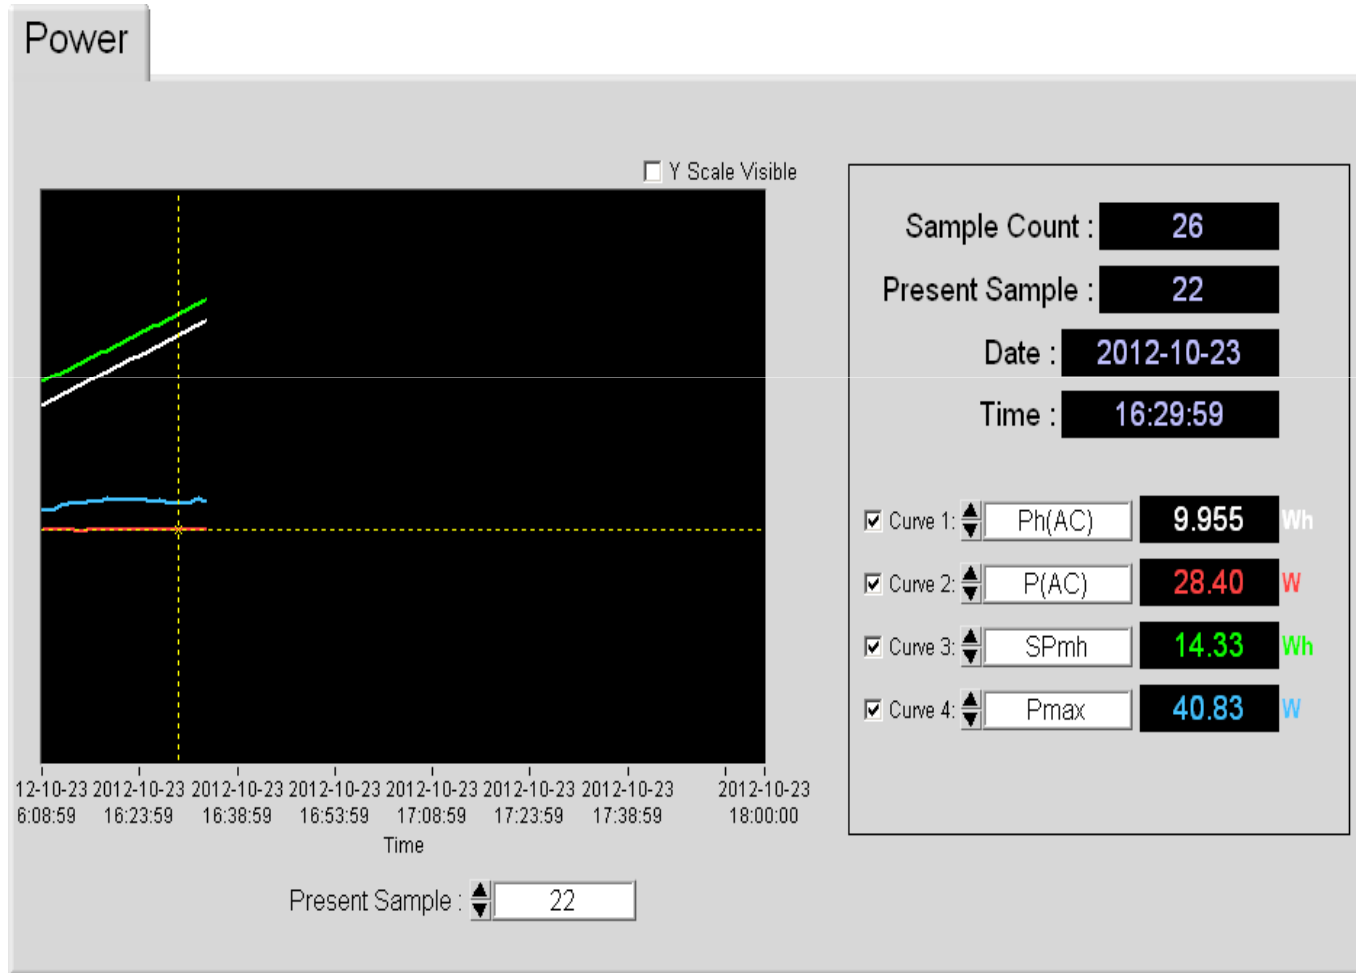 Power
Y Scale Visible
Sample Count : 26
Present Sample : 22
Date : 2012-10-23
Time : 16:29:59
Curve 1: Ph(AC) 9.955 Wh
Curve 2: P(AC) 28.40 W
Curve 3: SPmh 14.33 Wh
Curve 4: Pmax 40.83 W
12-10-23 2012-10-23 2012-10-23 2012-10-23 2012-10-23 2012-10-23 2012-10-23 2012-10-23
6:08:59 16:23:59 16:38:59 16:53:59 17:08:59 17:23:59 17:38:59 18:00:00
Time
Present Sample : 22